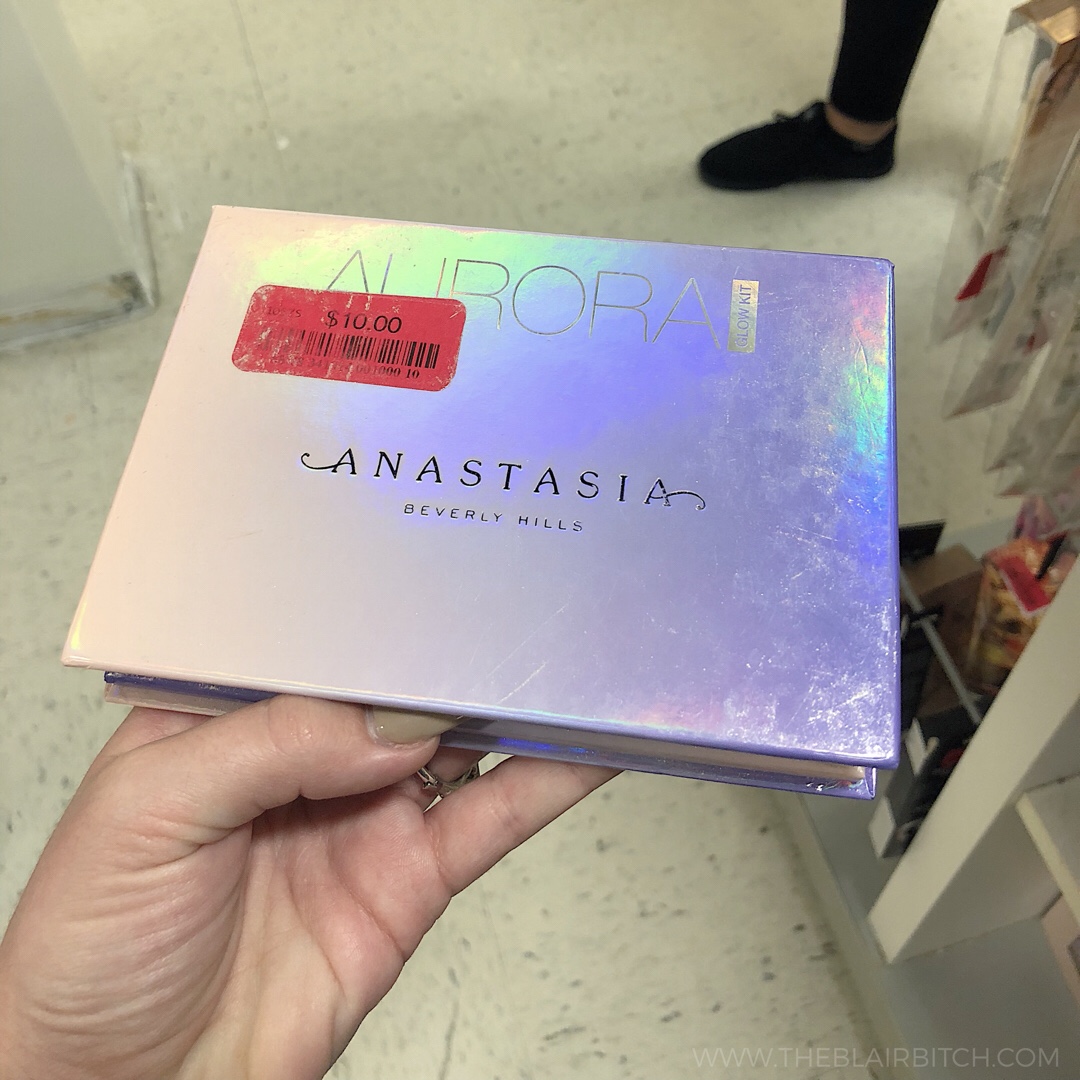 AURORA
GLOW KIT
$10.00
ANASTASIA
BEVERLY HILLS
WWW.THEBLAIRBITCH.COM